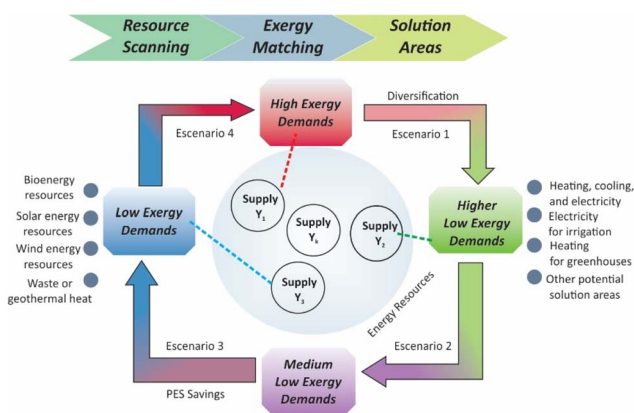 Resource
Scanning
Exergy
Matching
Solution
Areas
High Exergy
Demands
Diversification
Escenario 4
Escenario 1
Bioenergy
resources
Solar energy
resources
Wind energy
resources
Waste or
geothermal heat
Low Exergy
Demands
Supply
Y1
Supply
Yk
Supply
Y2
Supply
Y3
Higher
Low Exergy
Demands
Heating, cooling,
and electricity
Electricity
for irrigation
Heating
for greenhouses
Other potential
solution areas
Energy Resources
Escenario 3
Escenario 2
PES Savings
Medium
Low Exergy
Demands